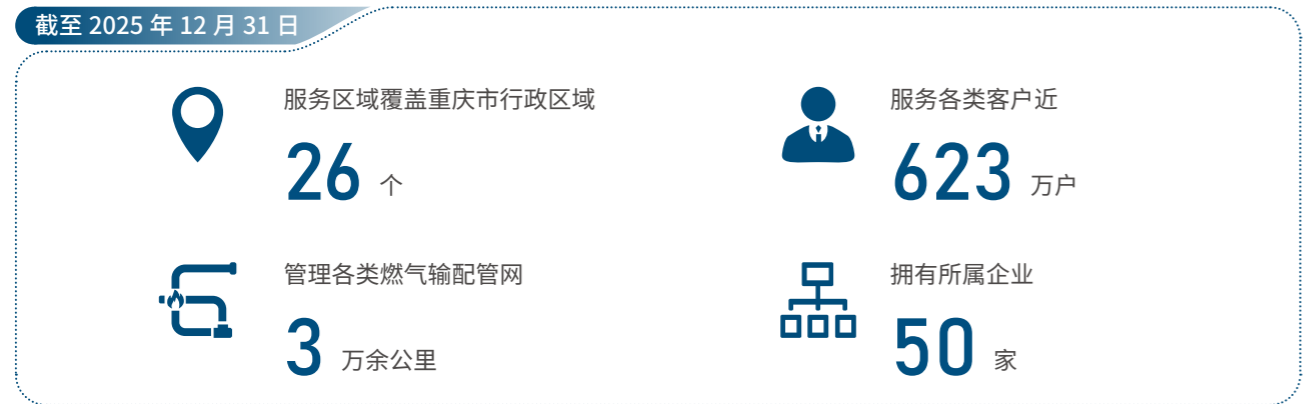 截至 2025 年 12 月 31 日
服务区域覆盖重庆市行政区域
26 个
服务各类客户近
623 万户
管理各类燃气输配管网
3 万余公里
拥有所属企业
50 家